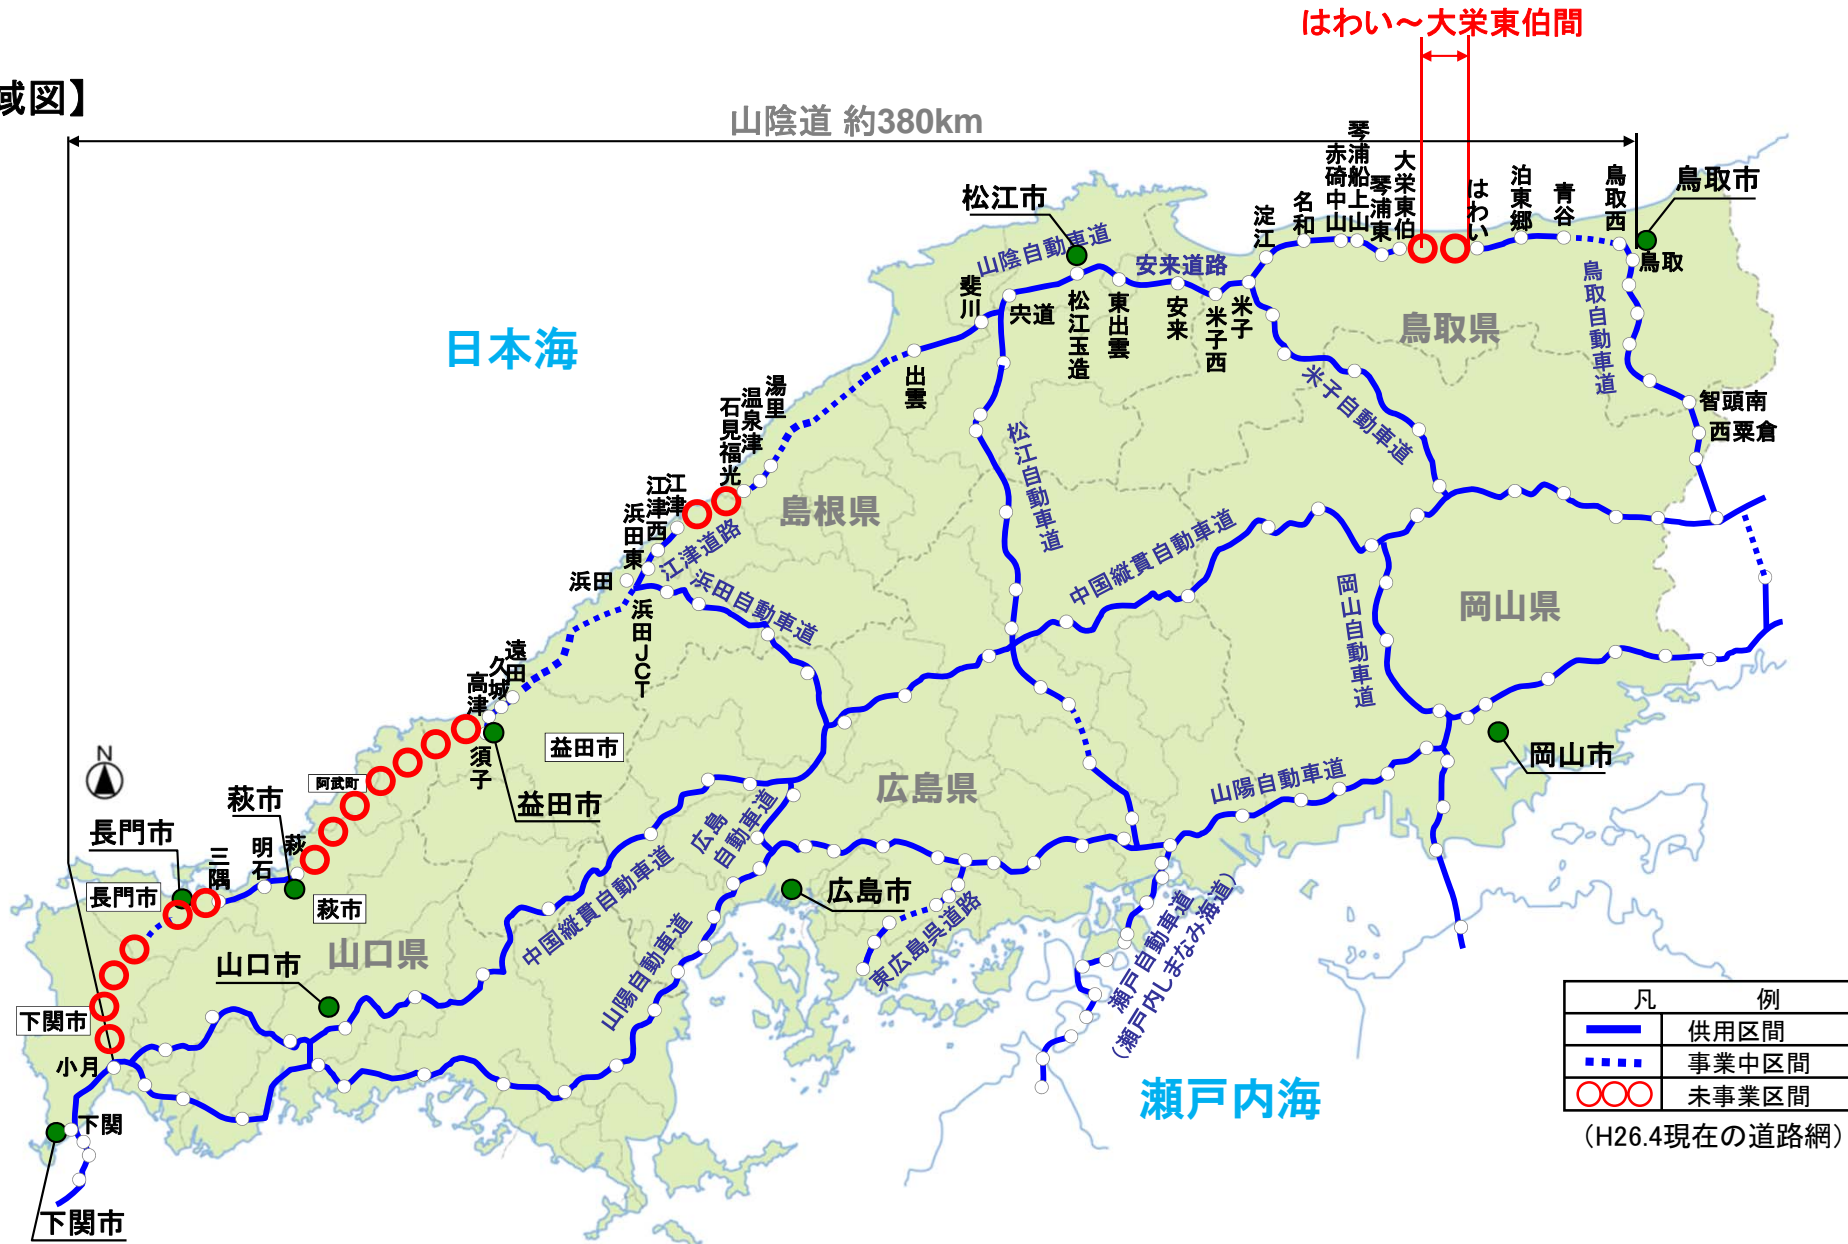 はわい～大栄東伯間
域図】
山陰道 約380km
松江市
鳥取市
淀江
名和
赤碕中山
琴浦船上山
琴浦東
大栄東伯
はわい
泊東郷
青谷
鳥取西
鳥取
山陰自動車道
安来道路
斐川
宍道
松江玉造
東出雲
安来
米子西
米子
鳥取県
鳥取自動車道
日本海
出雲
湯里
温泉津
石見福光
米子自動車道
智頭南
西粟倉
松江自動車道
島根県
江津
江津西
浜田東
江津道路
浜田
浜田自動車道
浜田JCT
中国縦貫自動車道
岡山自動車道
岡山県
遠田
久城
高津
須子
益田市
益田市
岡山市
広島県
山陽自動車道
N
阿武町
萩市
長門市
三隅
明石
萩
長門市
萩市
広島
自動車道
中国縦貫自動車道
広島市
山口県
山口市
山陽自動車道
東広島呉道路
瀬戸自動車道
（瀬戸内しまなみ海道）
下関市
小月
下関
下関市
瀬戸内海
凡 例
供用区間
事業中区間
未事業区間
（H26.4現在の道路網）